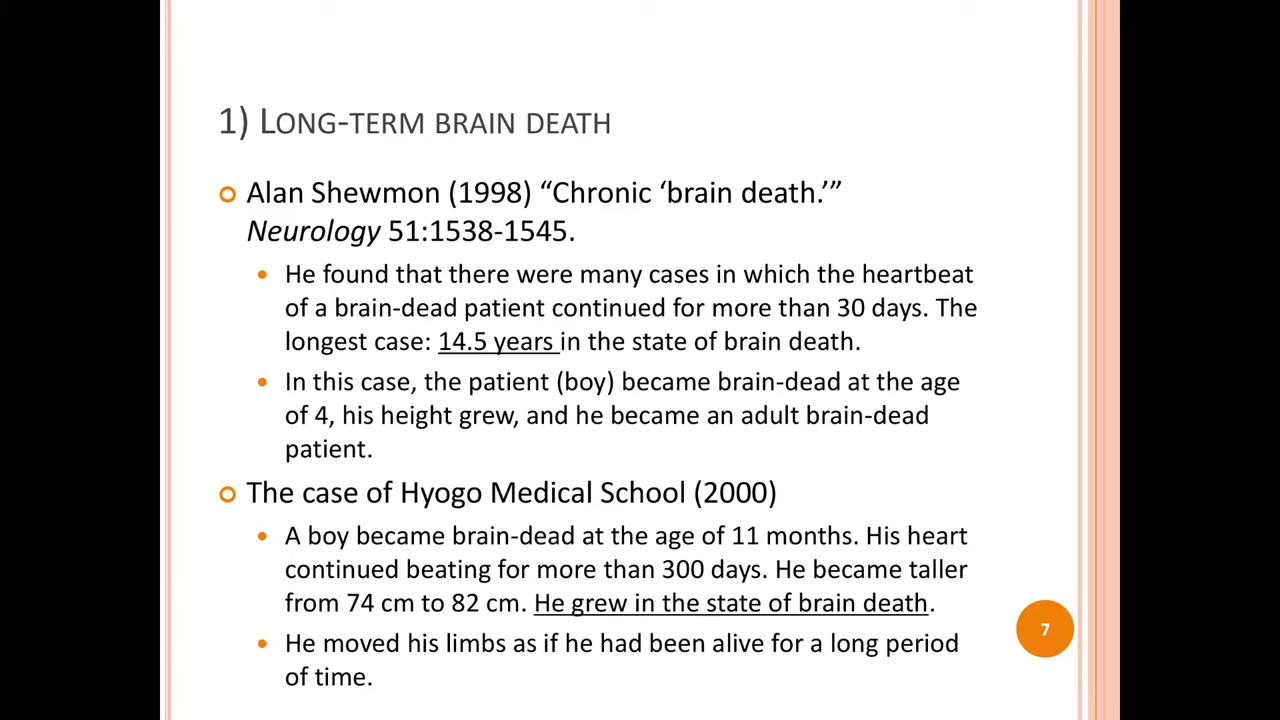 1) LONG-TERM BRAIN DEATH
Alan Shewmon (1998) “Chronic ‘brain death.’”
Neurology 51:1538-1545.
He found that there were many cases in which the heartbeat
of a brain-dead patient continued for more than 30 days. The
longest case: 14.5 years in the state of brain death.
In this case, the patient (boy) became brain-dead at the age
of 4, his height grew, and he became an adult brain-dead
patient.
The case of Hyogo Medical School (2000)
A boy became brain-dead at the age of 11 months. His heart
continued beating for more than 300 days. He became taller
from 74 cm to 82 cm. He grew in the state of brain death.
He moved his limbs as if he had been alive for a long period
of time.
7